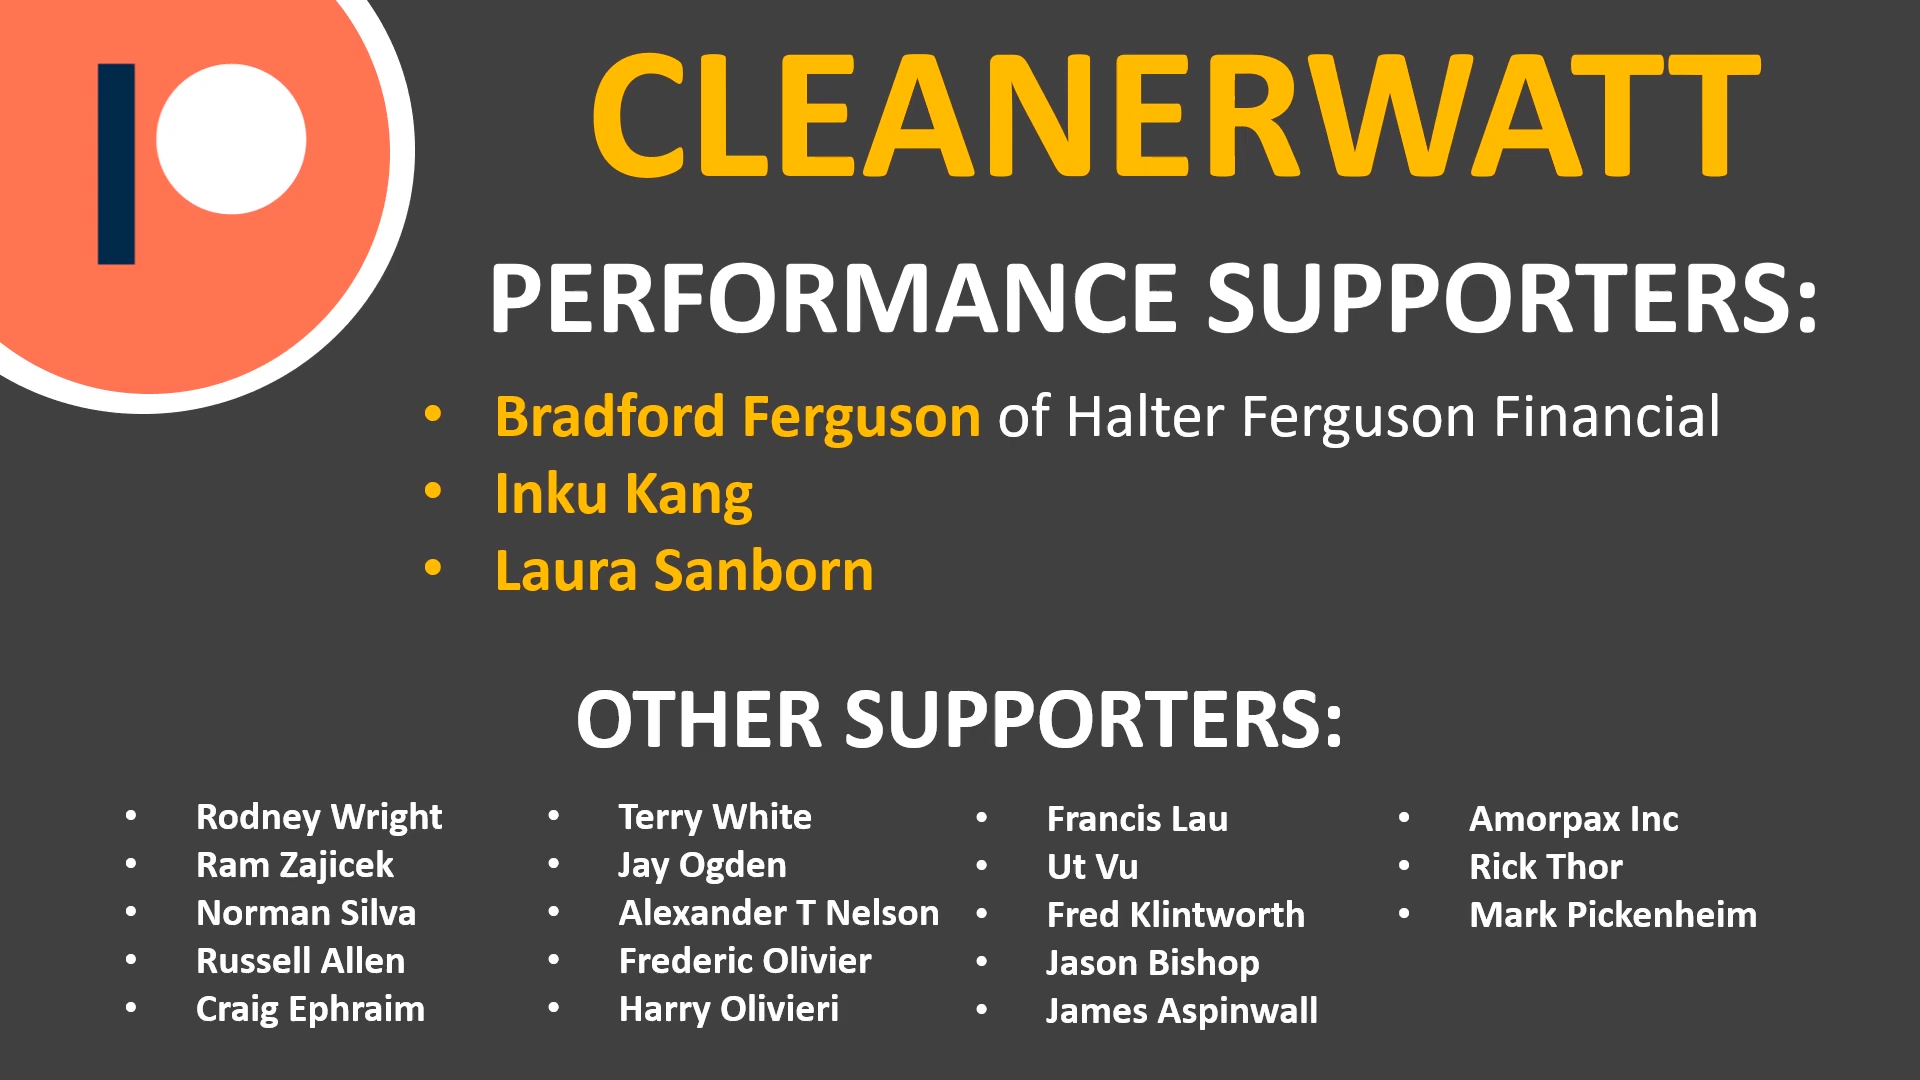 CLEANERWATT
PERFORMANCE SUPPORTERS:
• Bradford Ferguson of Halter Ferguson Financial
• Inku Kang
• Laura Sanborn
OTHER SUPPORTERS:
• Rodney Wright
• Ram Zajicek
• Norman Silva
• Russell Allen
• Craig Ephraim
• Terry White
• Jay Ogden
• Alexander T Nelson
• Frederic Olivier
• Harry Olivieri
• Francis Lau
• Ut Vu
• Fred Klintworth
• Jason Bishop
• James Aspinwall
• Amorpax Inc
• Rick Thor
• Mark Pickenheim